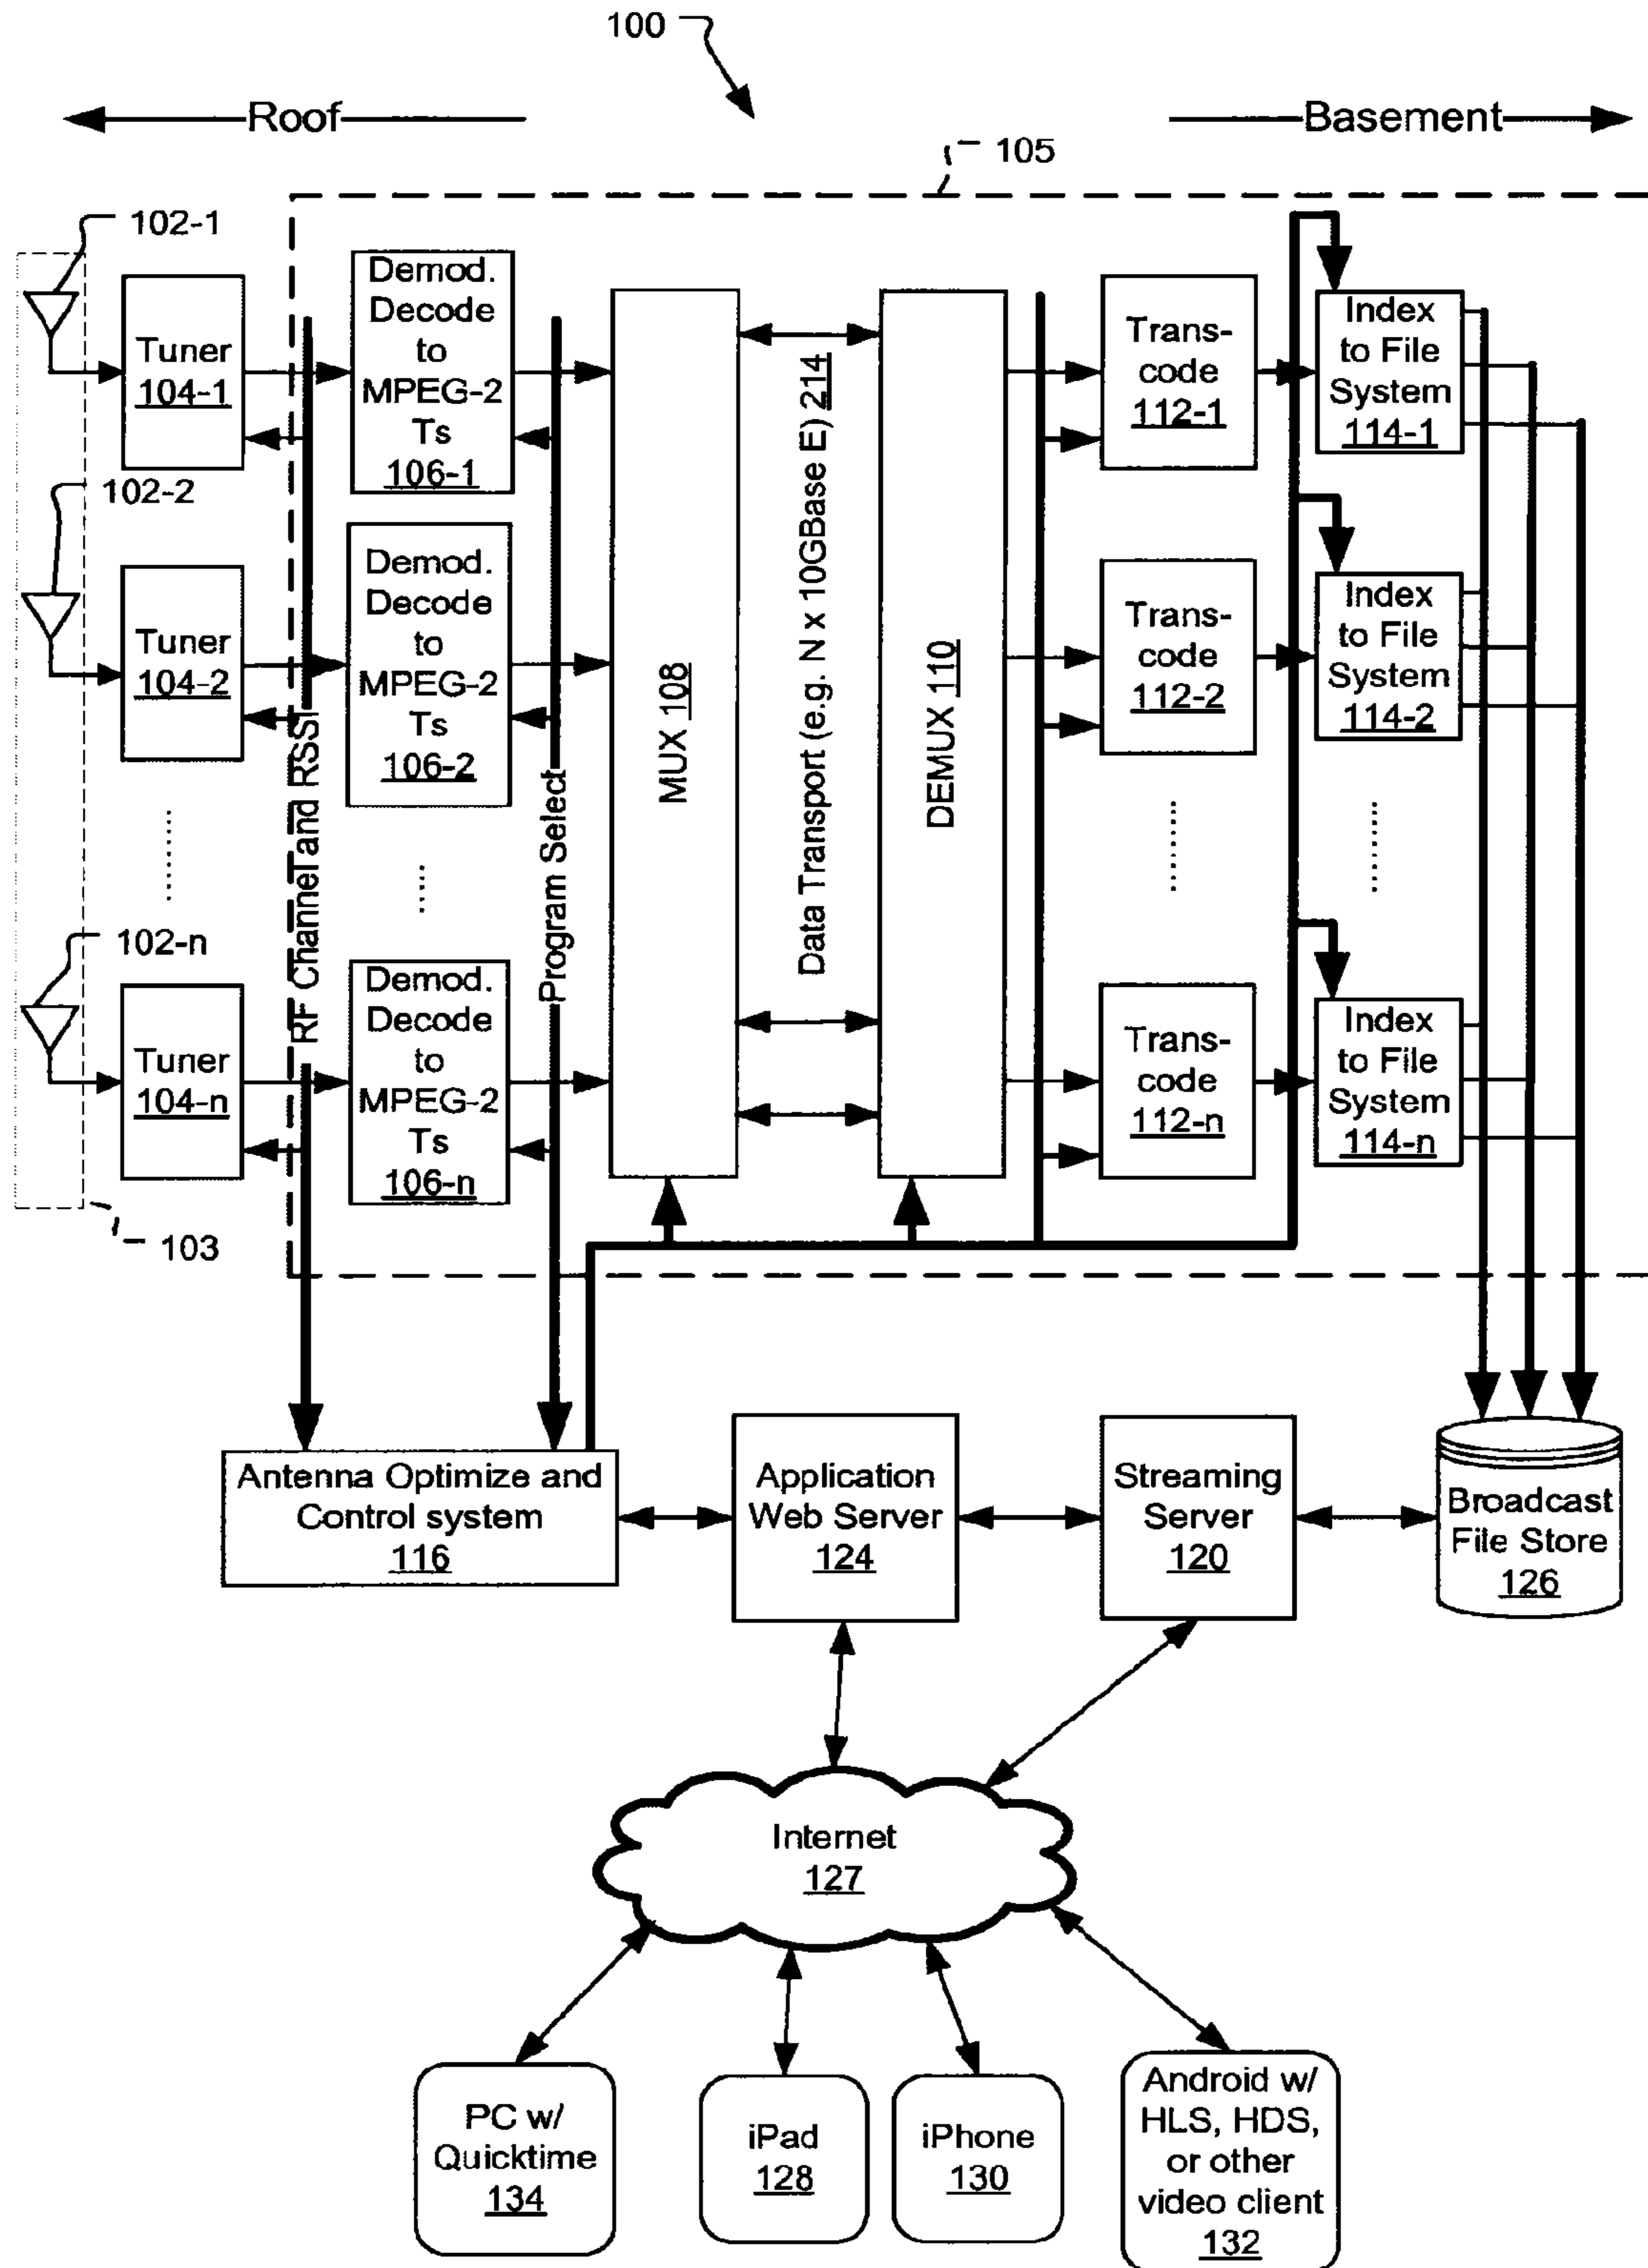 100
Roof
Basement
105
102-1
Tuner
104-1
Demod.
Decode
to
MPEG-2
Ts
106-1
Trans-
code
112-1
Index
to File
System
114-1
102-2
Tuner
104-2
Demod.
Decode
to
MPEG-2
Ts
106-2
MUX 108
Data Transport (e.g. N x 10GBase E) 214
DEMUX 110
Trans-
code
112-2
Index
to File
System
114-2
RF Channel and RSSI
Program Select
102-n
Tuner
104-n
Demod.
Decode
to
MPEG-2
Ts
106-n
Trans-
code
112-n
Index
to File
System
114-n
103
Antenna Optimize and
Control system
116
Application
Web Server
124
Streaming
Server
120
Broadcast
File Store
126
Internet
127
PC w/
Quicktime
134
iPad
128
iPhone
130
Android w/
HLS, HDS,
or other
video client
132